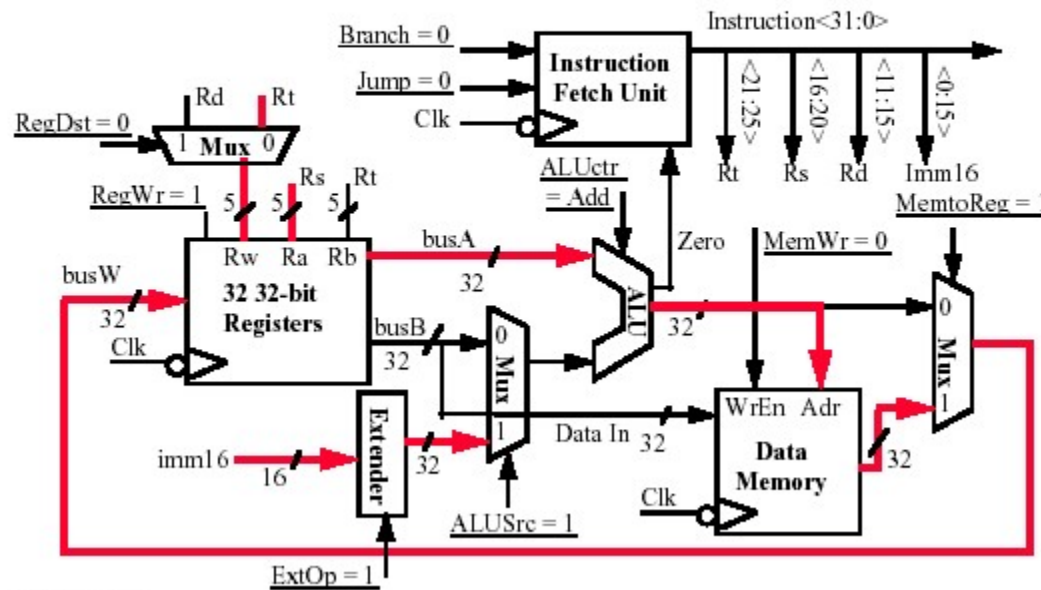 Instruction<31:0>
Branch = 0
Instruction
Fetch Unit
Jump = 0
Clk
<21:25>
<16:20>
<11:15>
<0:15>
Rd
Rt
RegDst = 0
1
Mux
0
Rt
Rs
Rd
Imm16
ALUctr
= Add
MemtoReg = 1
RegWr = 1
5
5
Rs
5
Rt
Zero
MemWr = 0
busA
32
busW
32
Rw
Ra
Rb
32 32-bit
Registers
Clk
busB
32
0
Mux
1
ALU
32
0
Mux
1
WrEn
Adr
Data
Memory
Clk
Data In
32
32
imm16
16
Extender
32
ALUSrc = 1
ExtOp = 1